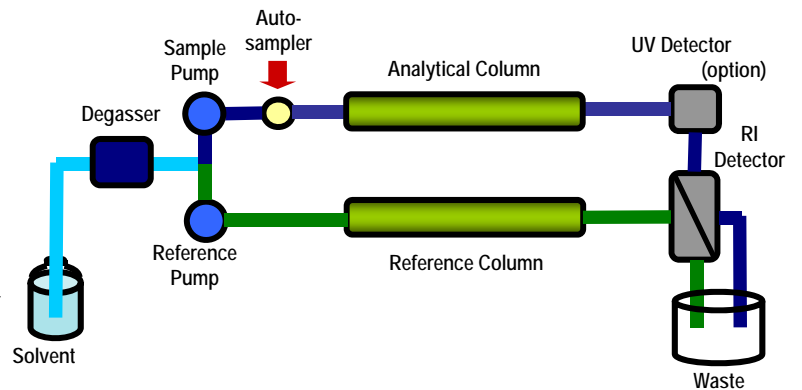 Auto-
sampler
Sample
Pump
Analytical Column
UV Detector
(option)
Degasser
RI
Detector
Reference
Pump
Reference Column
Solvent
Waste